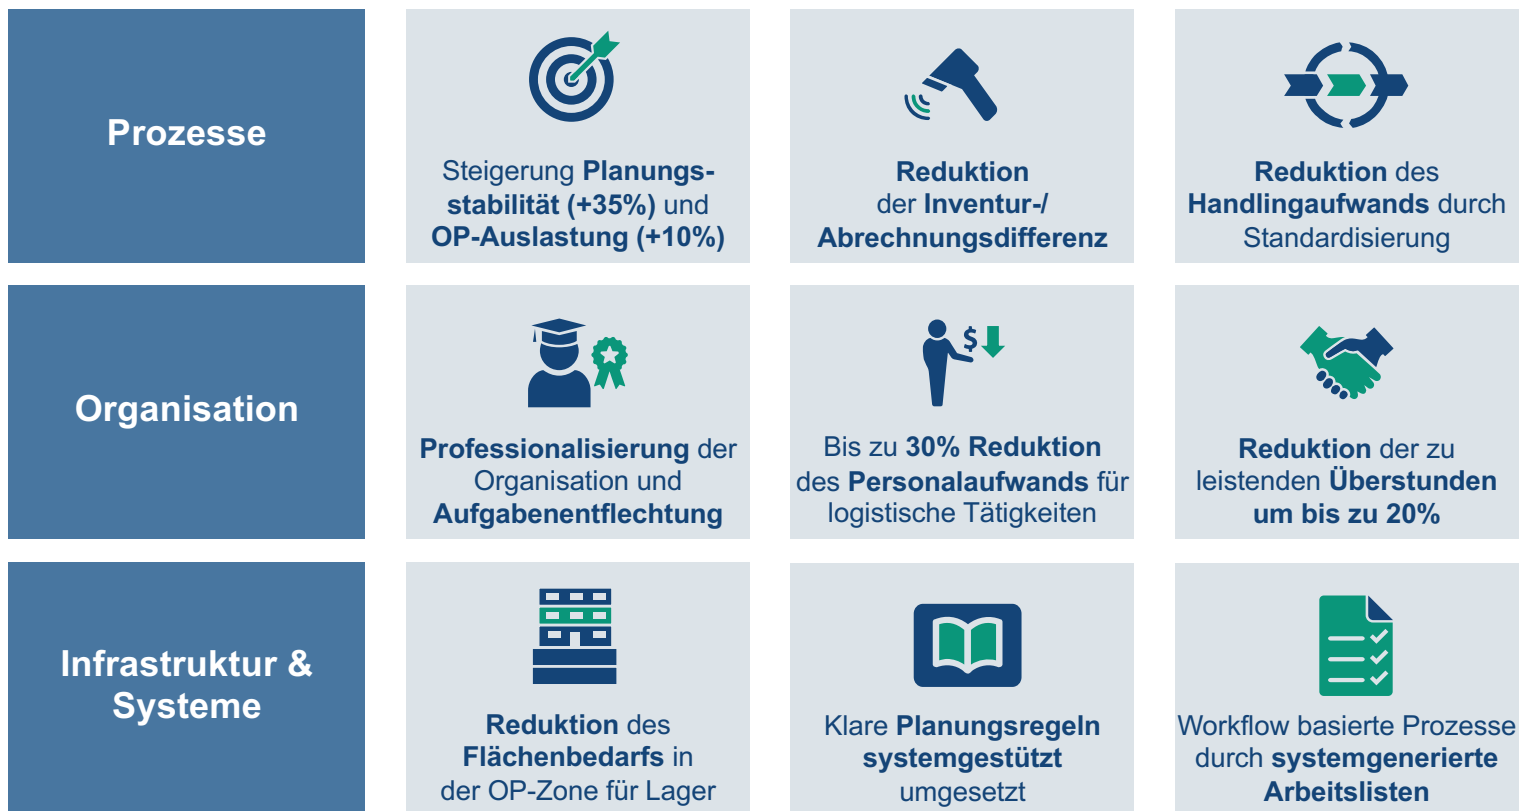 Prozesse
Steigerung Planungs-
stabilität (+35%) und
OP-Auslastung (+10%)
Reduktion
der Inventur-/
Abrechnungsdifferenz
Reduktion des
Handlingaufwands durch
Standardisierung
Organisation
Professionalisierung der
Organisation und
Aufgabenentflechtung
$
Bis zu 30% Reduktion
des Personalaufwands für
logistische Tätigkeiten
Reduktion der zu
leistenden Überstunden
um bis zu 20%
Infrastruktur &
Systeme
Reduktion des
Flächenbedarfs in
der OP-Zone für Lager
Klare Planungsregeln
systemgestützt
umgesetzt
Workflow basierte Prozesse
durch systemgenerierte
Arbeitslisten